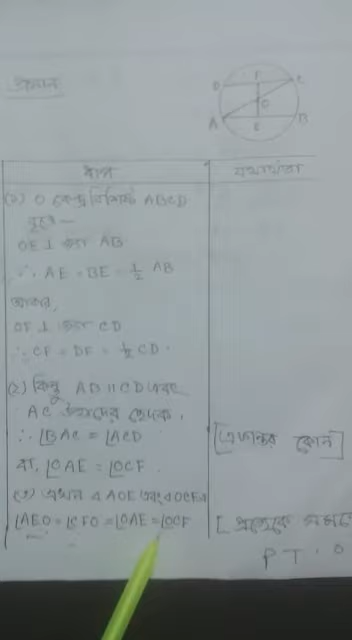 প্রমাণ
D F C
O
A E B
ধাপ যথার্থতা
(১) O কেন্দ্র বিশিষ্ট ABCD
বৃত্তে—
OE ⊥ জ্যা AB
∴ AE = BE = ½ AB
আবার,
OF ⊥ জ্যা CD
∴ CF = DF = ½ CD.
(২) কিন্তু AB ∥ CD এবং
AC তাদের ছেদক.
∴ ∠BAC = ∠ACD [একান্তর কোন]
বা, ∠OAE = ∠OCF
(৩) এখন Δ AOE এবং Δ OCF এ
∠AEO = ∠CFO = ∠OAE = ∠OCF [প্রত্যেকে
P T . O